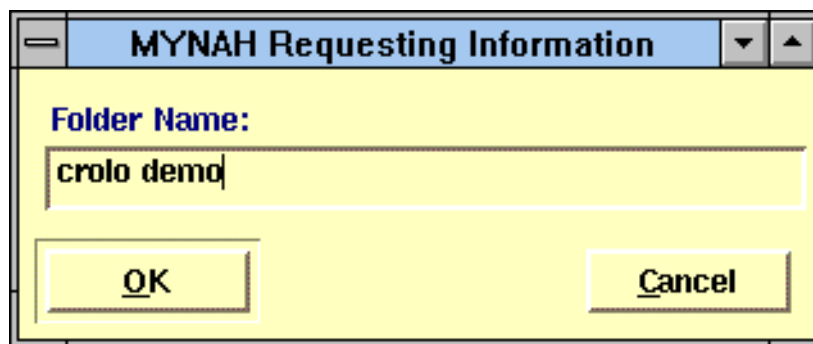 MYNAH Requesting Information
Folder Name:
crolo demo
OK
Cancel